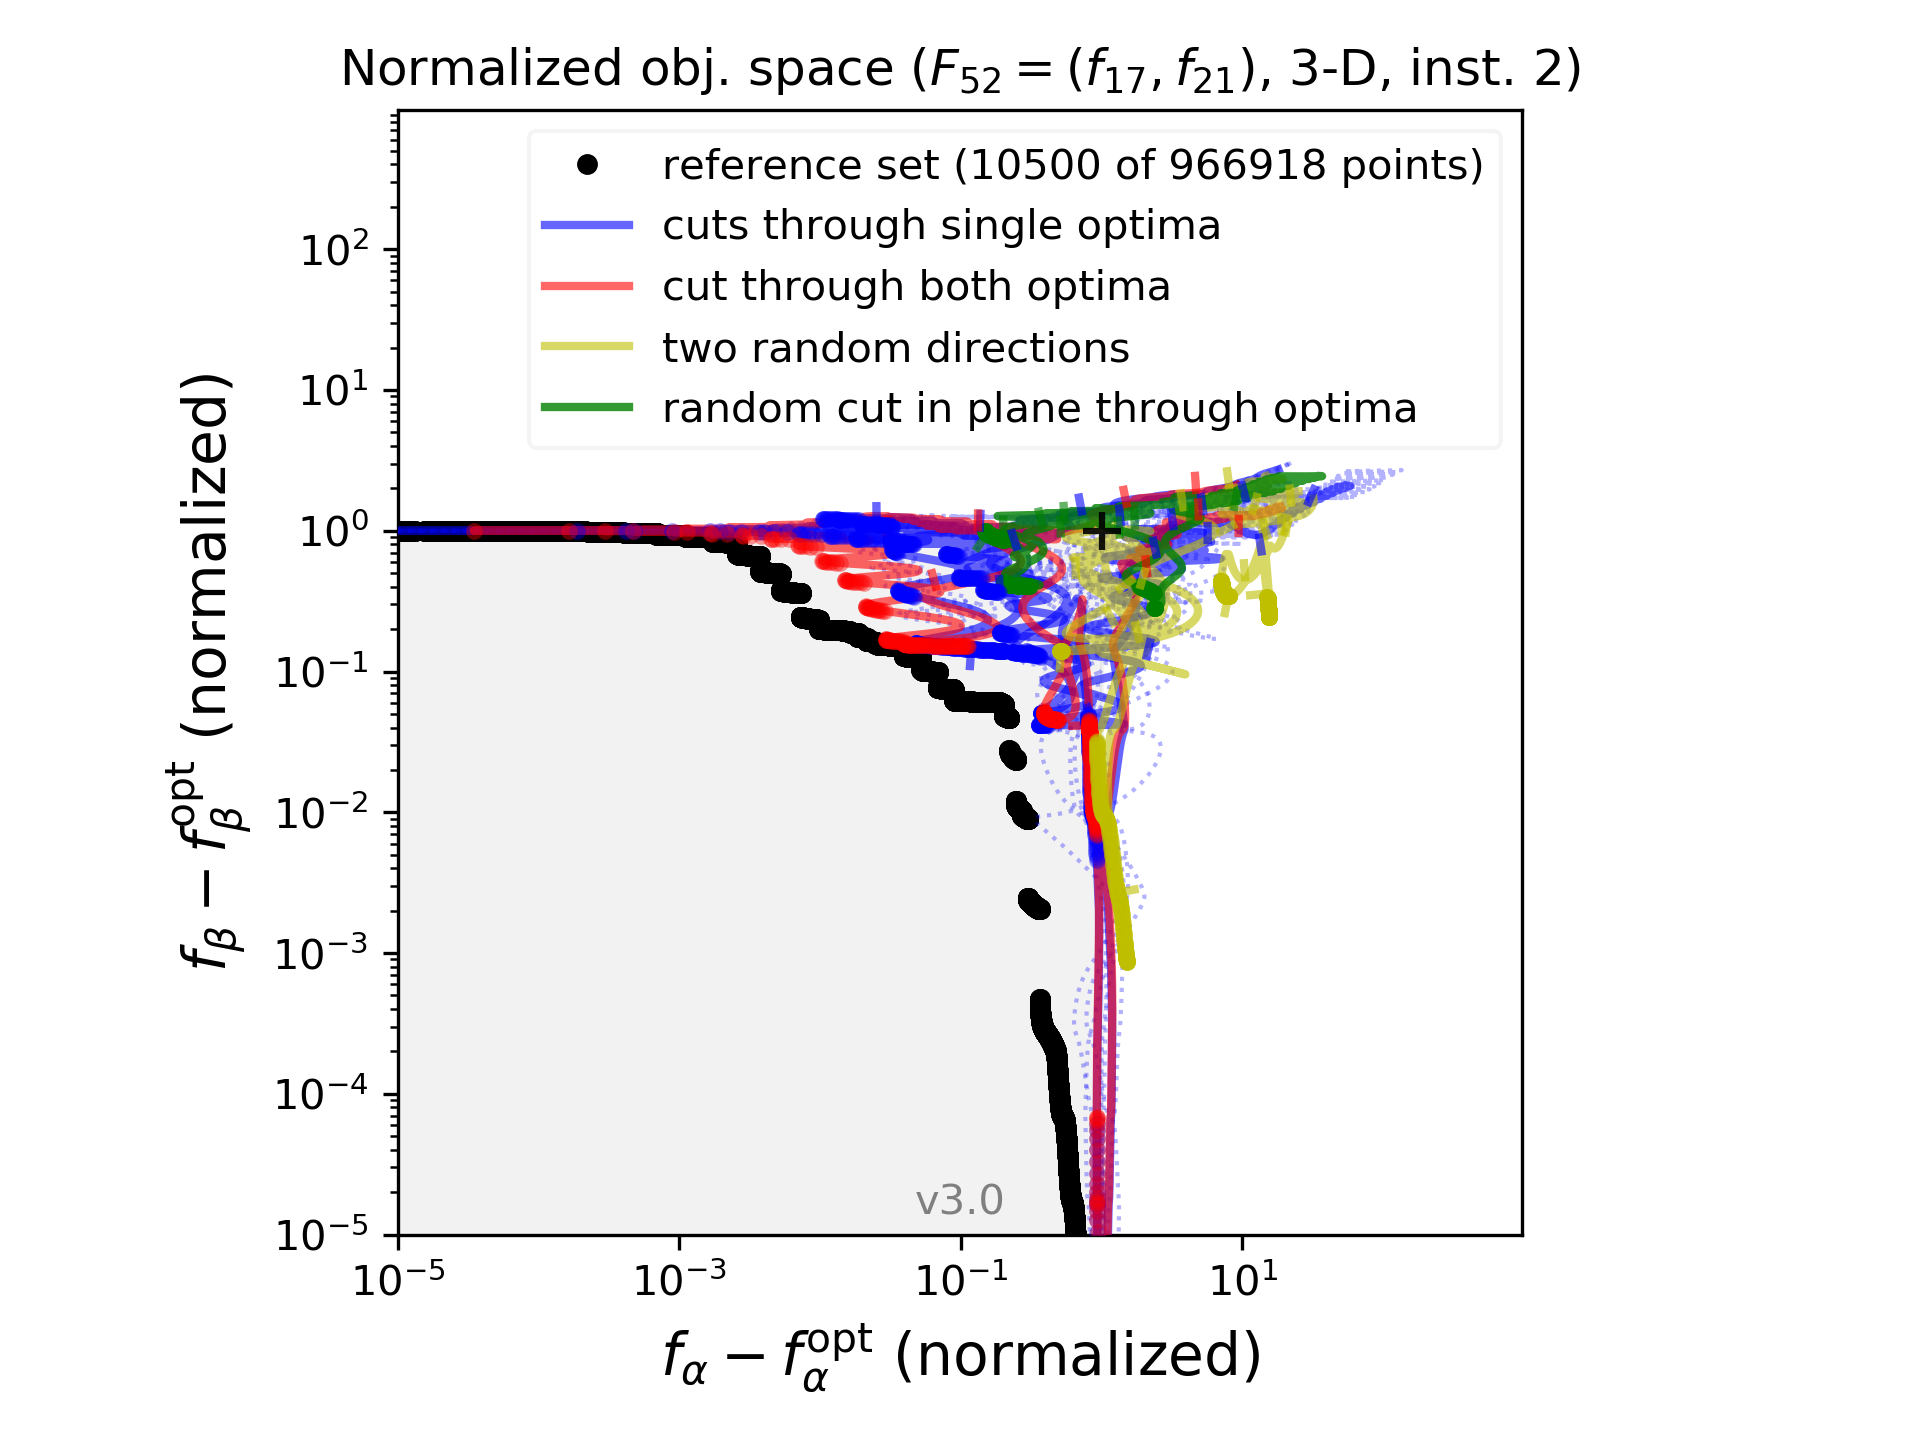 Normalized obj. space (F₅₂ = (f₁₇, f₂₁), 3-D, inst. 2)
reference set (10500 of 966918 points)
cuts through single optima
cut through both optima
two random directions
random cut in plane through optima
10²
10¹
10⁰
10⁻¹
10⁻²
10⁻³
10⁻⁴
10⁻⁵
f_β − f_β^opt (normalized)
v3.0
10⁻⁵ 10⁻³ 10⁻¹ 10¹
f_α − f_α^opt (normalized)